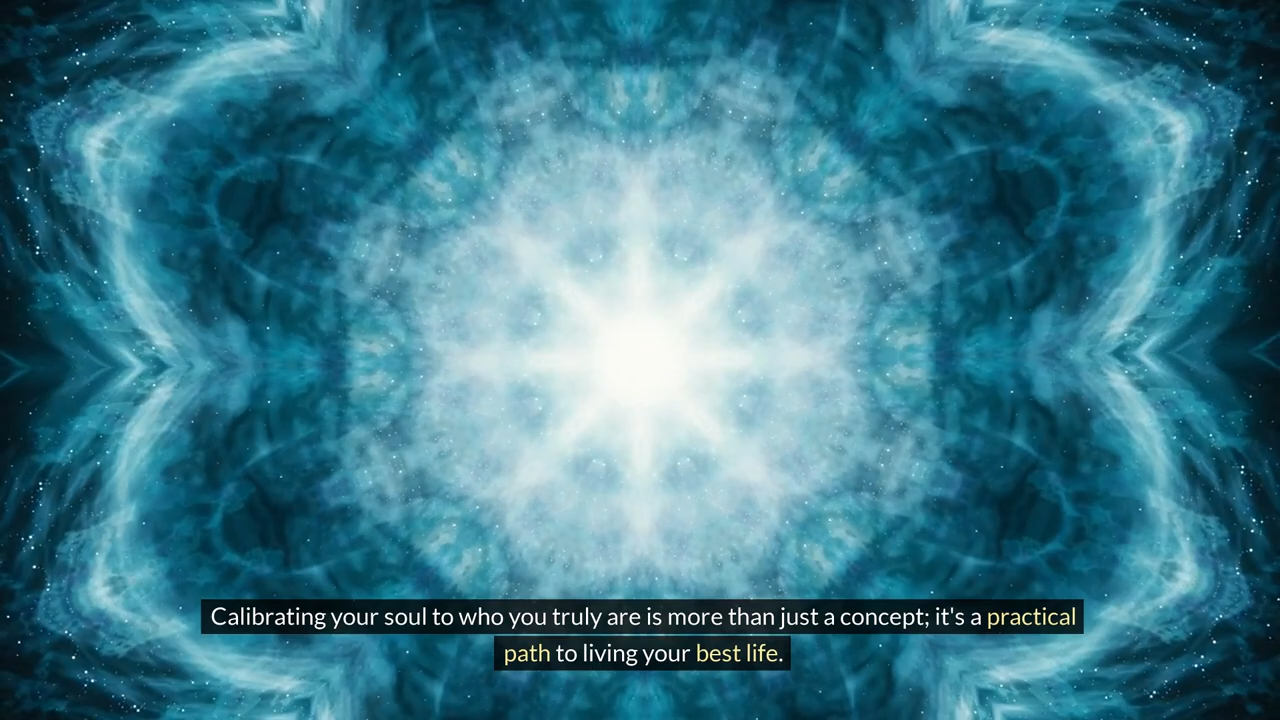 Calibrating your soul to who you truly are is more than just a concept; it's a practical
path to living your best life.